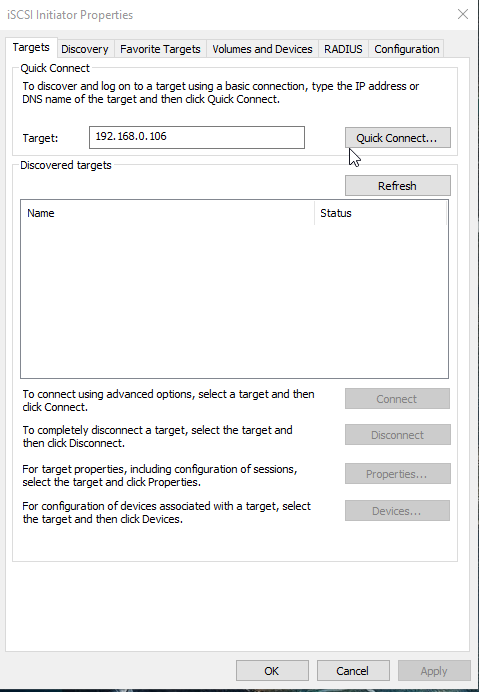 iSCSI Initiator Properties
Targets Discovery Favorite Targets Volumes and Devices RADIUS Configuration
Quick Connect
To discover and log on to a target using a basic connection, type the IP address or
DNS name of the target and then click Quick Connect.
Target: 192.168.0.106 Quick Connect...
Discovered targets
Refresh
Name Status
To connect using advanced options, select a target and then
click Connect.
Connect
To completely disconnect a target, select the target and
then click Disconnect.
Disconnect
For target properties, including configuration of sessions,
select the target and click Properties.
Properties...
For configuration of devices associated with a target, select
the target and then click Devices.
Devices...
OK Cancel Apply